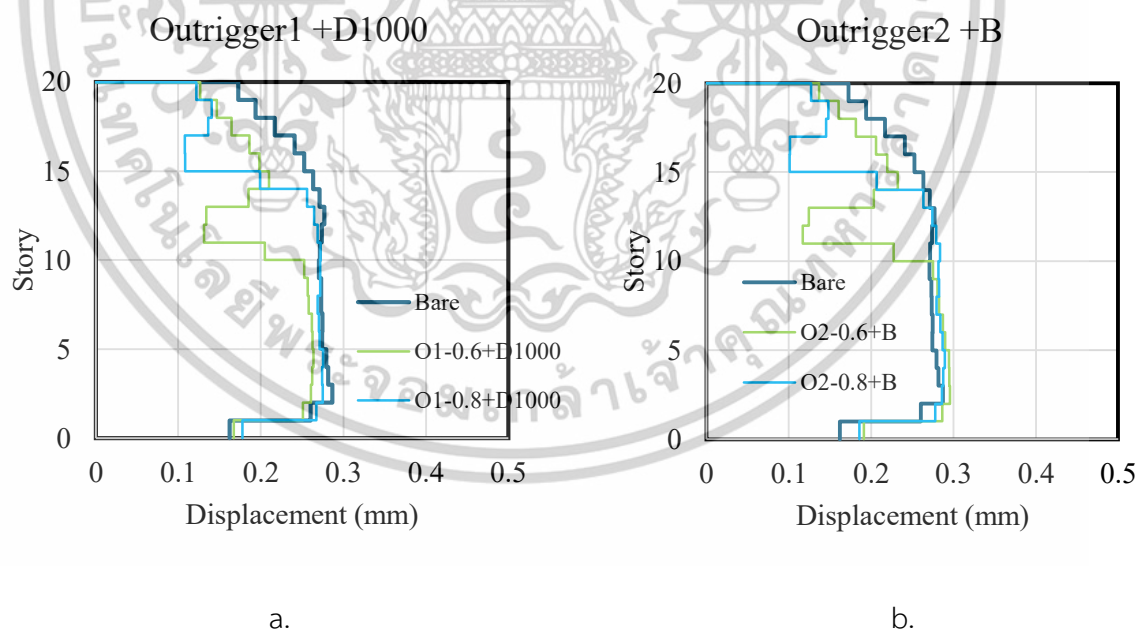 Outrigger1 +D1000
20
15
10
5
0
Story
Bare
O1-0.6+D1000
O1-0.8+D1000
0 0.1 0.2 0.3 0.4 0.5
Displacement (mm)
a.
Outrigger2 +B
20
15
10
5
0
Story
Bare
O2-0.6+B
O2-0.8+B
0 0.1 0.2 0.3 0.4 0.5
Displacement (mm)
b.